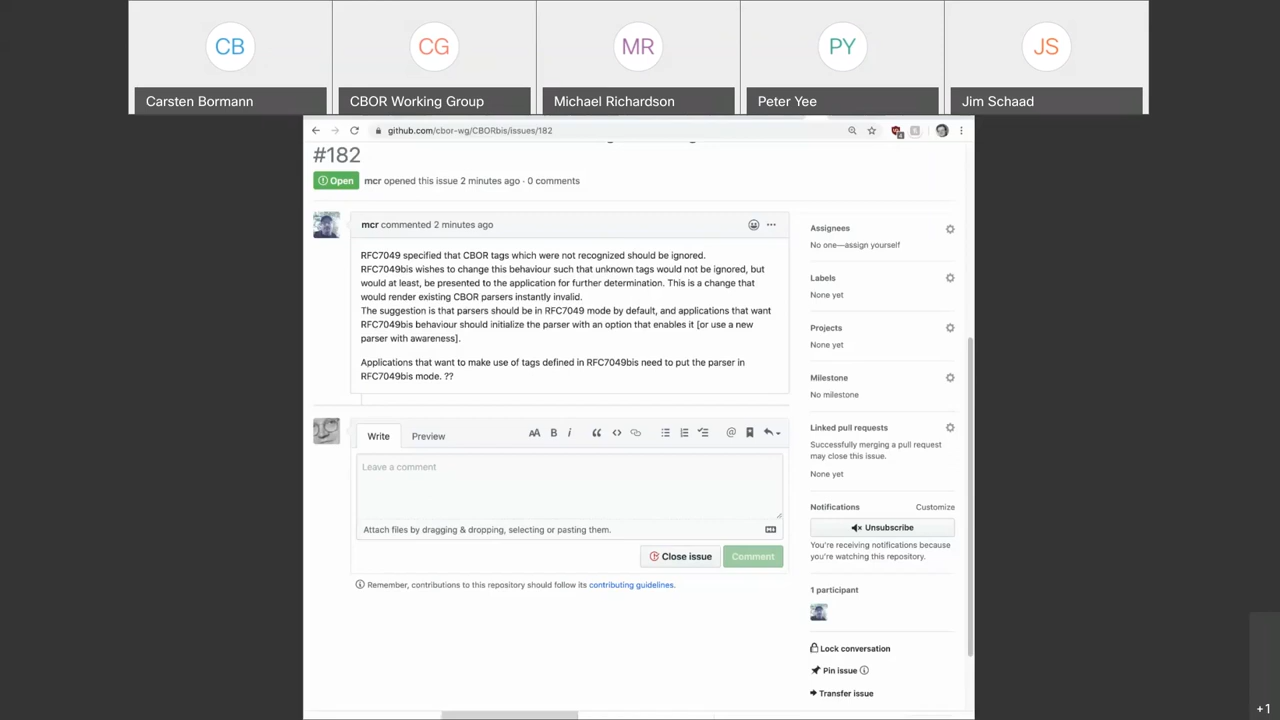 CB
CG
MR
PY
JS
Carsten Bormann
CBOR Working Group
Michael Richardson
Peter Yee
Jim Schaad
github.com/cbor-wg/CBORbis/issues/182
#182
Open
mcr opened this issue 2 minutes ago · 0 comments
mcr commented 2 minutes ago
RFC7049 specified that CBOR tags which were not recognized should be ignored.
RFC7049bis wishes to change this behaviour such that unknown tags would not be ignored, but
would at least, be presented to the application for further determination. This is a change that
would render existing CBOR parsers instantly invalid.
The suggestion is that parsers should be in RFC7049 mode by default, and applications that want
RFC7049bis behaviour should initialize the parser with an option that enables it [or use a new
parser with awareness].
Applications that want to make use of tags defined in RFC7049bis need to put the parser in
RFC7049bis mode. ??
Write
Preview
AA B i
Leave a comment
Attach files by dragging & dropping, selecting or pasting them.
Close issue
Comment
Remember, contributions to this repository should follow its contributing guidelines.
Assignees
No one—assign yourself
Labels
None yet
Projects
None yet
Milestone
No milestone
Linked pull requests
Successfully merging a pull request
may close this issue.
None yet
Notifications
Customize
Unsubscribe
You're receiving notifications because
you're watching this repository.
1 participant
Lock conversation
Pin issue
Transfer issue
+1